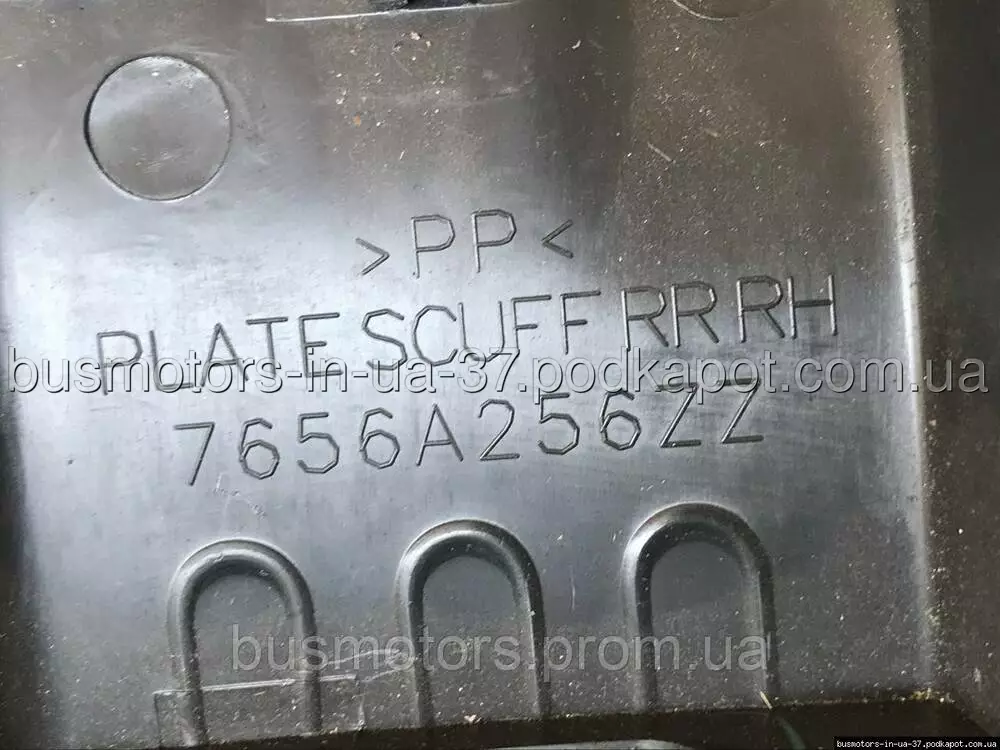 >PP<
PLATE SCUFF RR RH
busmotors-in-ua-37.podkapot.com.ua
7656A256ZZ
busmotors.prom.ua
busmotors-in-ua-37.podkapot.com.ua